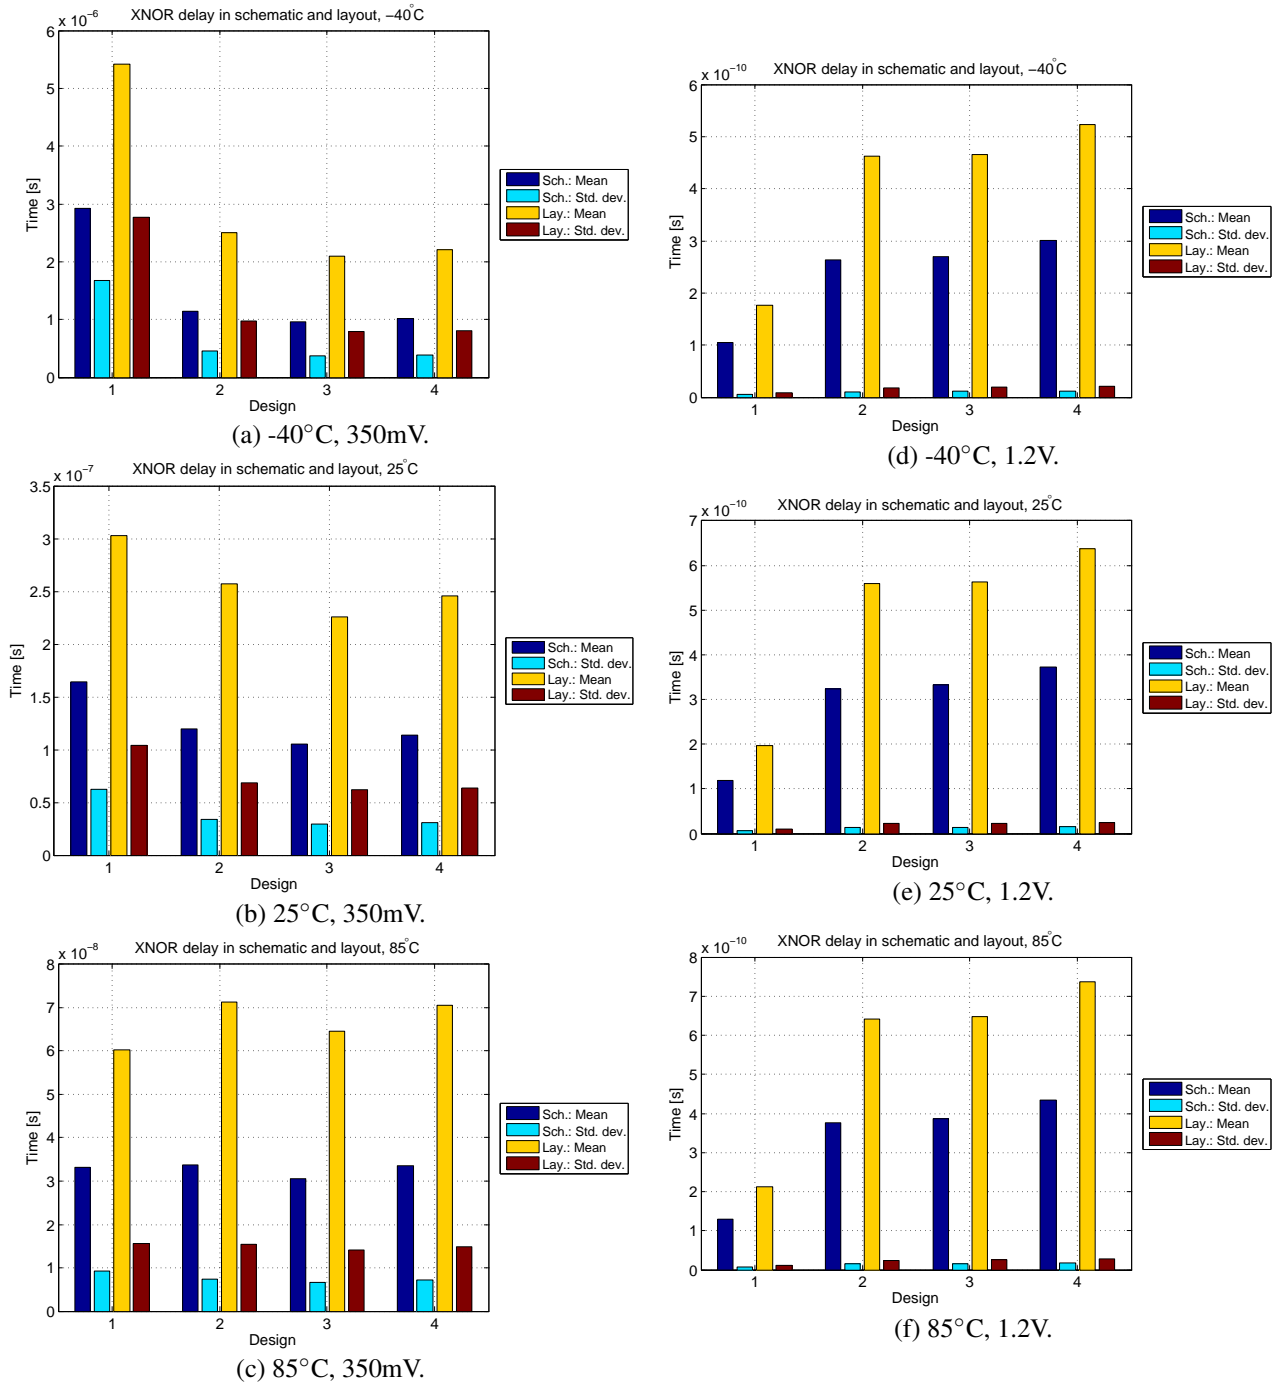 XNOR delay in schematic and layout, −40°C
x 10−6
6
5
4
3
2
1
0
Time [s]
1 2 3 4
Design
Sch.: Mean
Sch.: Std. dev.
Lay.: Mean
Lay.: Std. dev.
(a) -40°C, 350mV.
XNOR delay in schematic and layout, 25°C
x 10−7
3.5
3
2.5
2
1.5
1
0.5
0
Time [s]
1 2 3 4
Design
Sch.: Mean
Sch.: Std. dev.
Lay.: Mean
Lay.: Std. dev.
(b) 25°C, 350mV.
XNOR delay in schematic and layout, 85°C
x 10−8
8
7
6
5
4
3
2
1
0
Time [s]
1 2 3 4
Design
Sch.: Mean
Sch.: Std. dev.
Lay.: Mean
Lay.: Std. dev.
(c) 85°C, 350mV.
XNOR delay in schematic and layout, −40°C
x 10−10
6
5
4
3
2
1
0
Time [s]
1 2 3 4
Design
Sch.: Mean
Sch.: Std. dev.
Lay.: Mean
Lay.: Std. dev.
(d) -40°C, 1.2V.
XNOR delay in schematic and layout, 25°C
x 10−10
7
6
5
4
3
2
1
0
Time [s]
1 2 3 4
Design
Sch.: Mean
Sch.: Std. dev.
Lay.: Mean
Lay.: Std. dev.
(e) 25°C, 1.2V.
XNOR delay in schematic and layout, 85°C
x 10−10
8
7
6
5
4
3
2
1
0
Time [s]
1 2 3 4
Design
Sch.: Mean
Sch.: Std. dev.
Lay.: Mean
Lay.: Std. dev.
(f) 85°C, 1.2V.